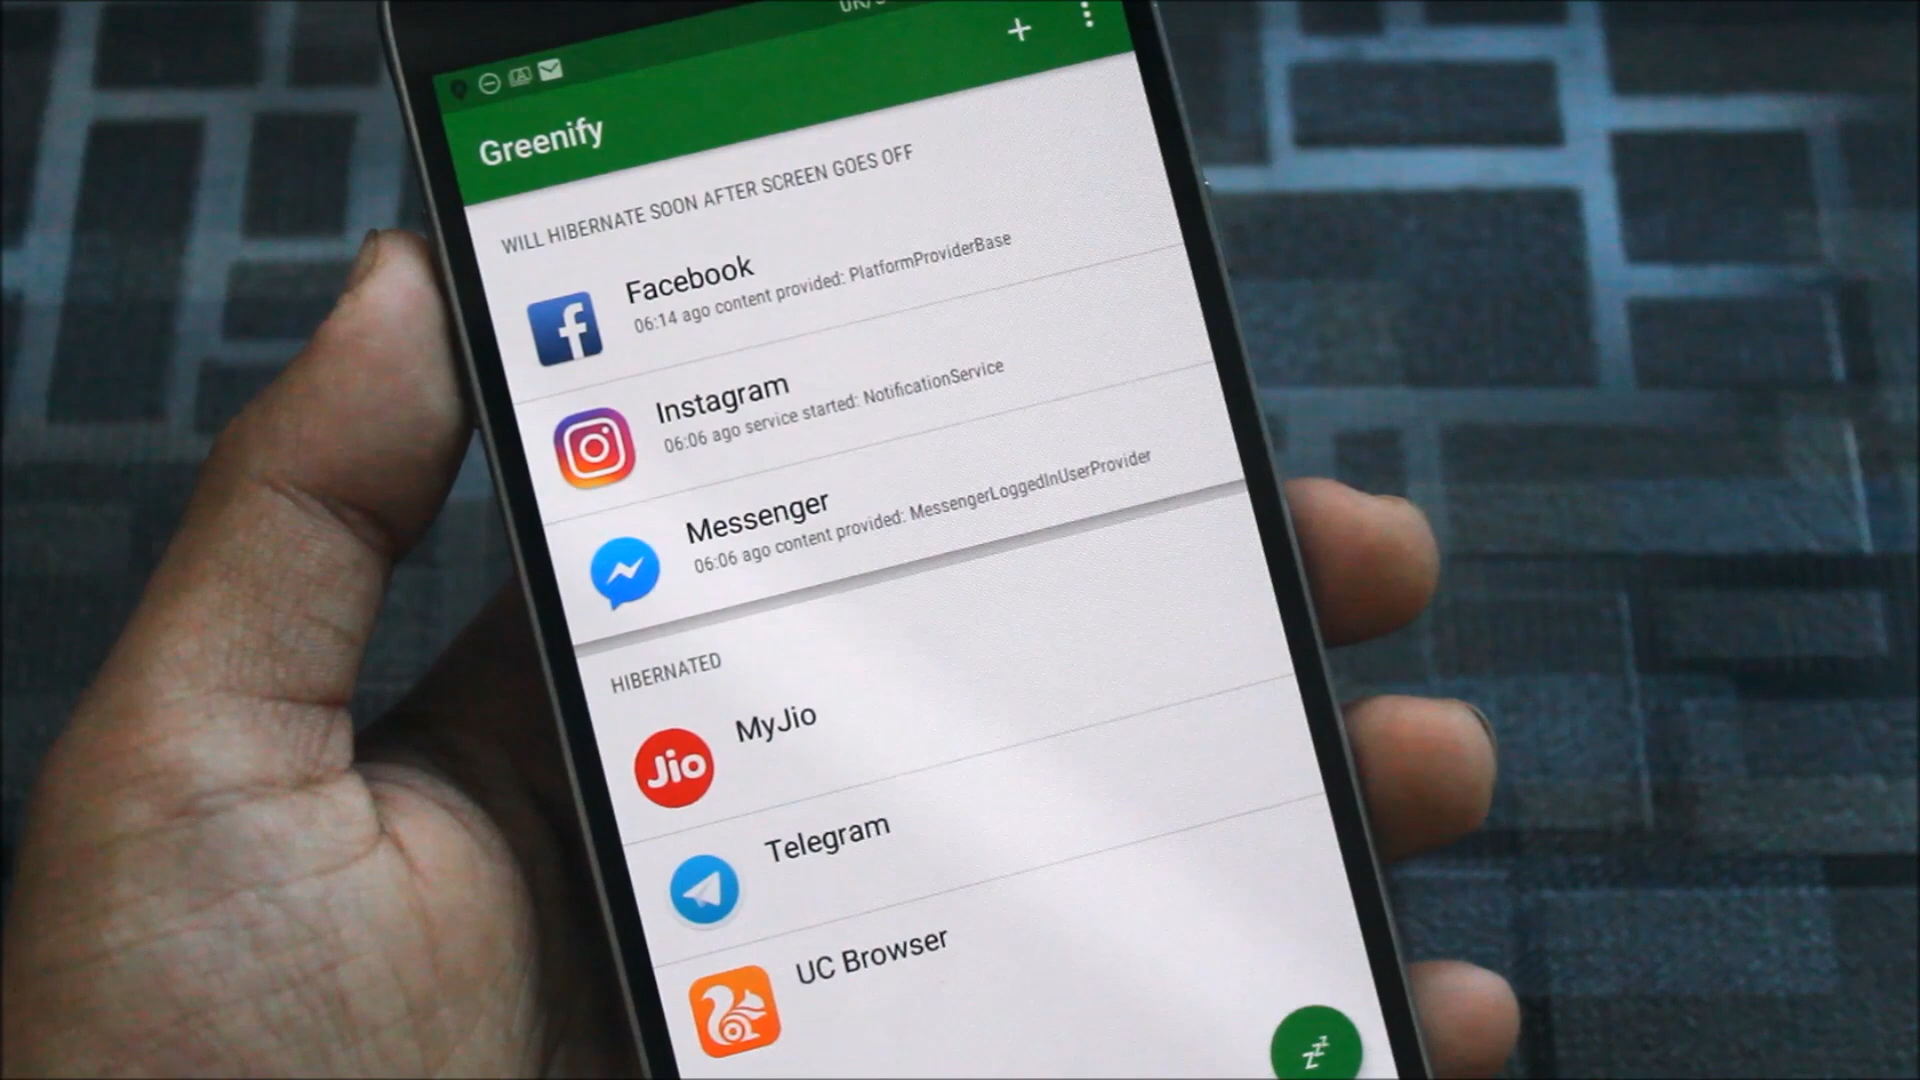 Greenify
WILL HIBERNATE SOON AFTER SCREEN GOES OFF
Facebook
06:14 ago content provided: PlatformProviderBase
Instagram
06:06 ago service started: NotificationService
Messenger
06:06 ago content provided: MessengerLoggedInUserProvider
HIBERNATED
Jio
MyJio
Telegram
UC Browser
zzz